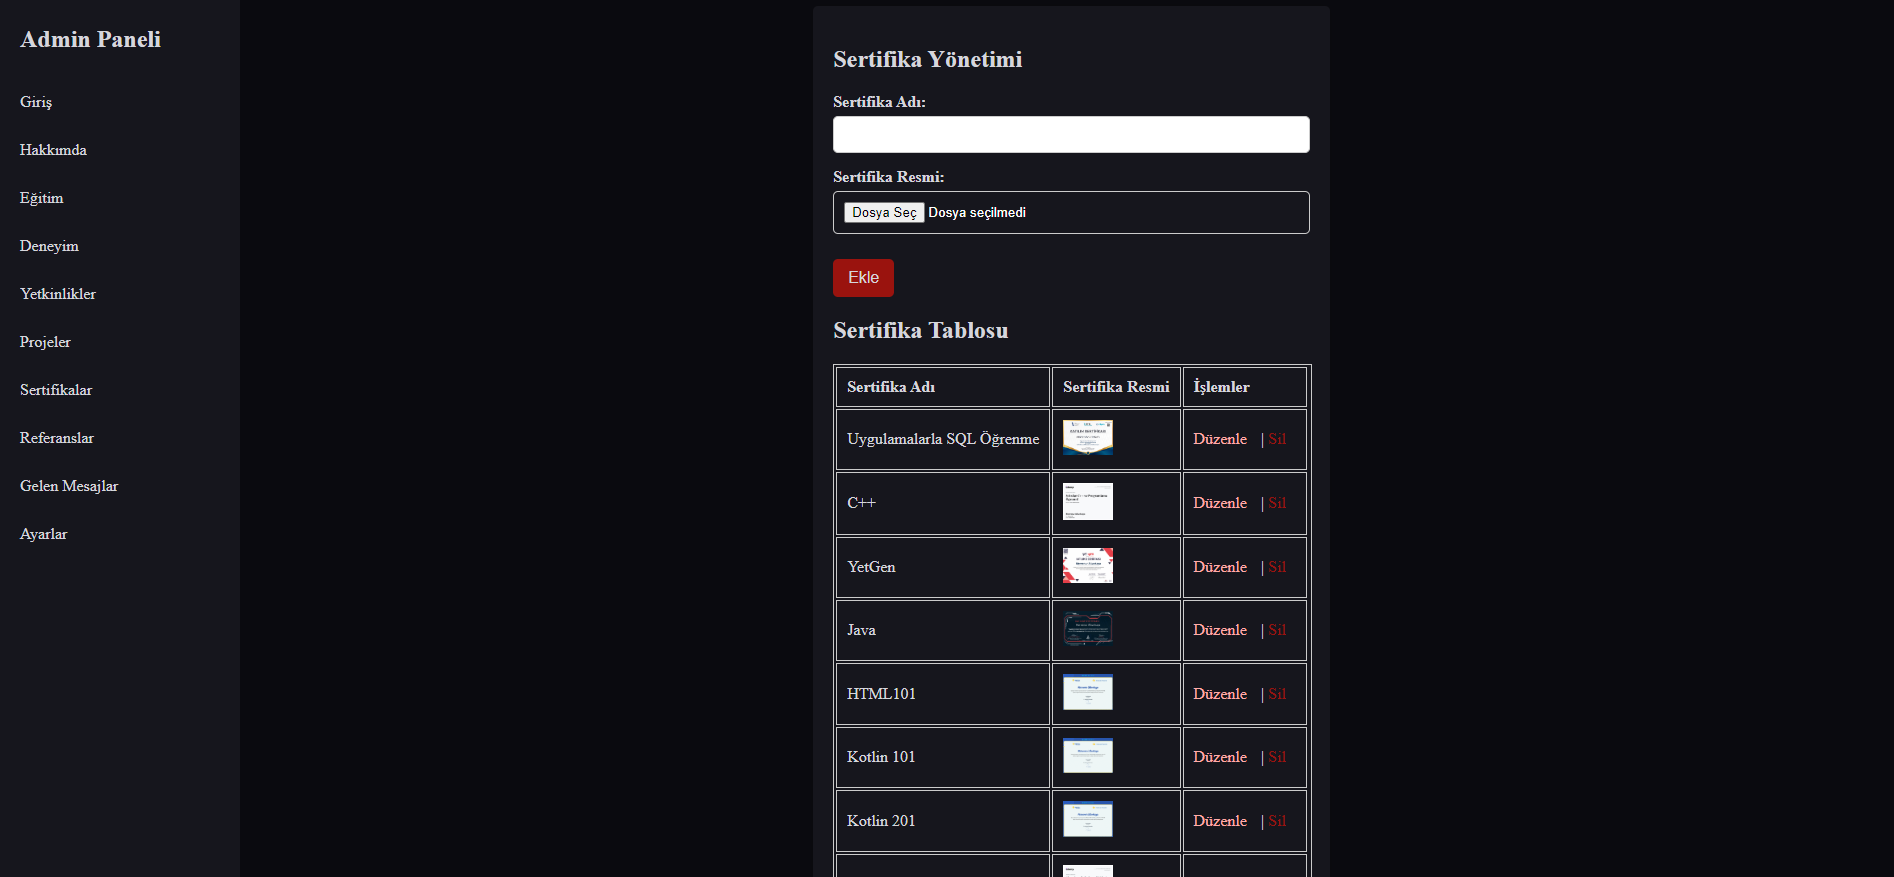 Admin Paneli
Giriş
Hakkımda
Eğitim
Deneyim
Yetkinlikler
Projeler
Sertifikalar
Referanslar
Gelen Mesajlar
Ayarlar
Sertifika Yönetimi
Sertifika Adı:
Sertifika Resmi:
Dosya Seç Dosya seçilmedi
Ekle
Sertifika Tablosu
Sertifika Adı Sertifika Resmi İşlemler
Uygulamalarla SQL Öğrenme Düzenle | Sil
C++ Düzenle | Sil
YetGen Düzenle | Sil
Java Düzenle | Sil
HTML101 Düzenle | Sil
Kotlin 101 Düzenle | Sil
Kotlin 201 Düzenle | Sil